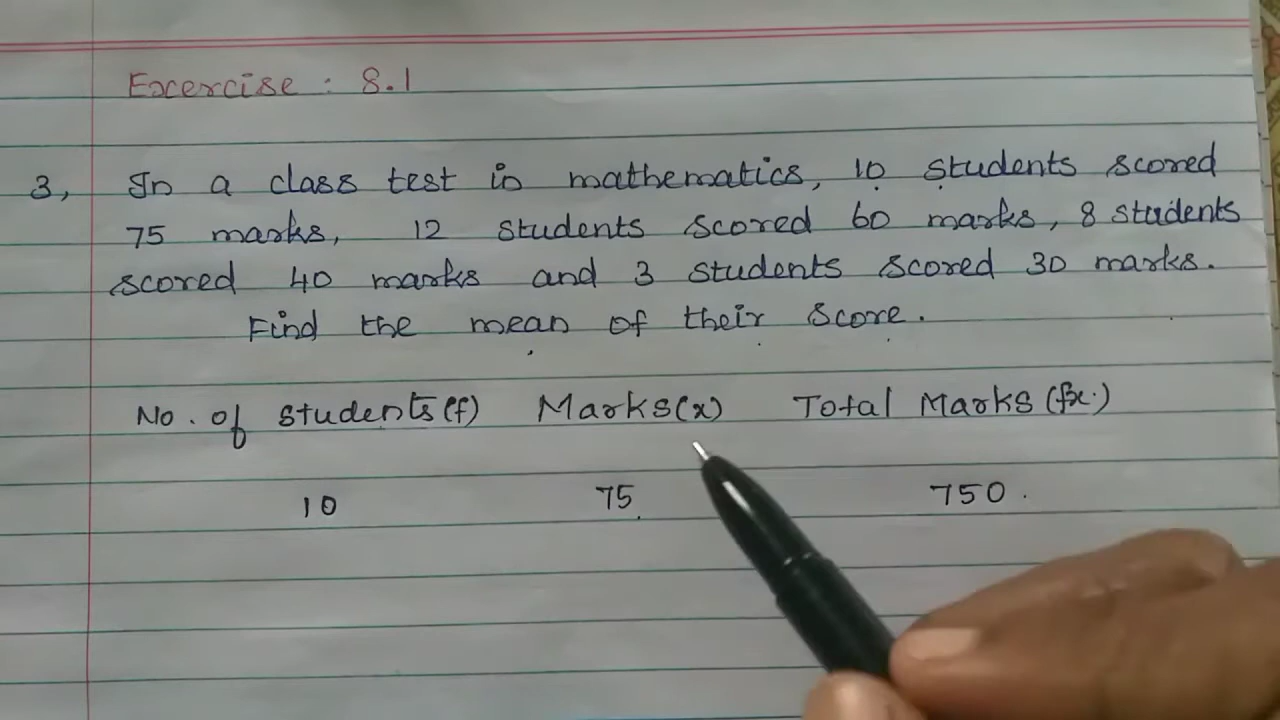 Excercise : 8.1
3, In a class test in mathematics, 10 students scored
75 marks, 12 students scored 60 marks, 8 students
scored 40 marks and 3 students scored 30 marks.
Find the mean of their score.
No. of students(f) Marks(x) Total Marks (fx.)
10 75 750.